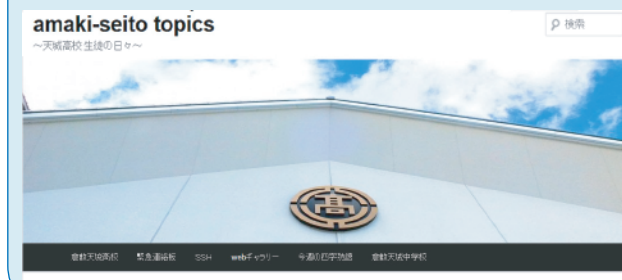 amaki-seito topics
検索
～天城高校 生徒の日々～
高
倉敷天城高校 緊急連絡板 SSH webギャラリー 今週の四字熟語 倉敷天城中学校